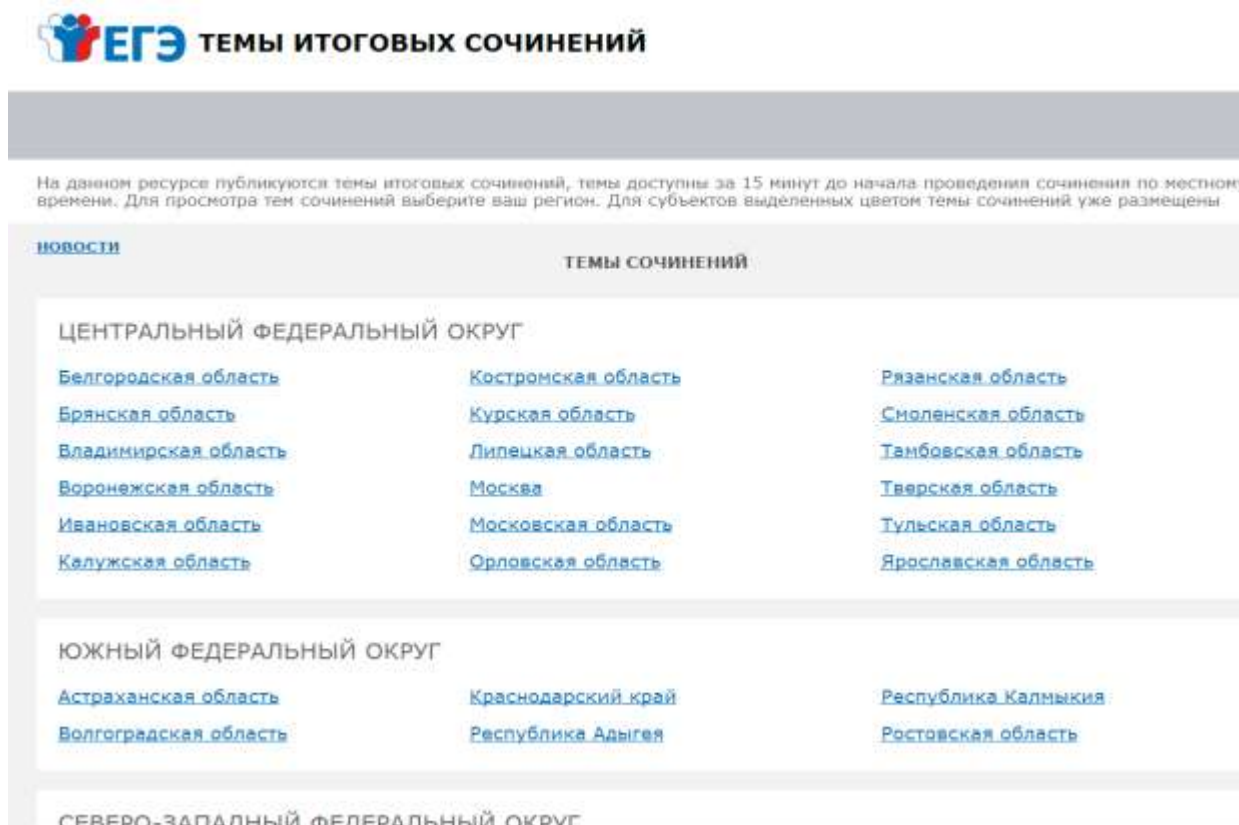 ЕГЭ ТЕМЫ ИТОГОВЫХ СОЧИНЕНИЙ
На данном ресурсе публикуются темы итоговых сочинений, темы доступны за 15 минут до начала проведения сочинения по местном
времени. Для просмотра тем сочинений выберите ваш регион. Для субъектов выделенных цветом темы сочинений уже размещены
НОВОСТИ
ТЕМЫ СОЧИНЕНИЙ
ЦЕНТРАЛЬНЫЙ ФЕДЕРАЛЬНЫЙ ОКРУГ
Белгородская область Костромская область Рязанская область
Брянская область Курская область Смоленская область
Владимирская область Липецкая область Тамбовская область
Воронежская область Москва Тверская область
Ивановская область Московская область Тульская область
Калужская область Орловская область Ярославская область
ЮЖНЫЙ ФЕДЕРАЛЬНЫЙ ОКРУГ
Астраханская область Краснодарский край Республика Калмыкия
Волгоградская область Республика Адыгея Ростовская область
СЕВЕРО-ЗАПАДНЫЙ ФЕДЕРАЛЬНЫЙ ОКРУГ